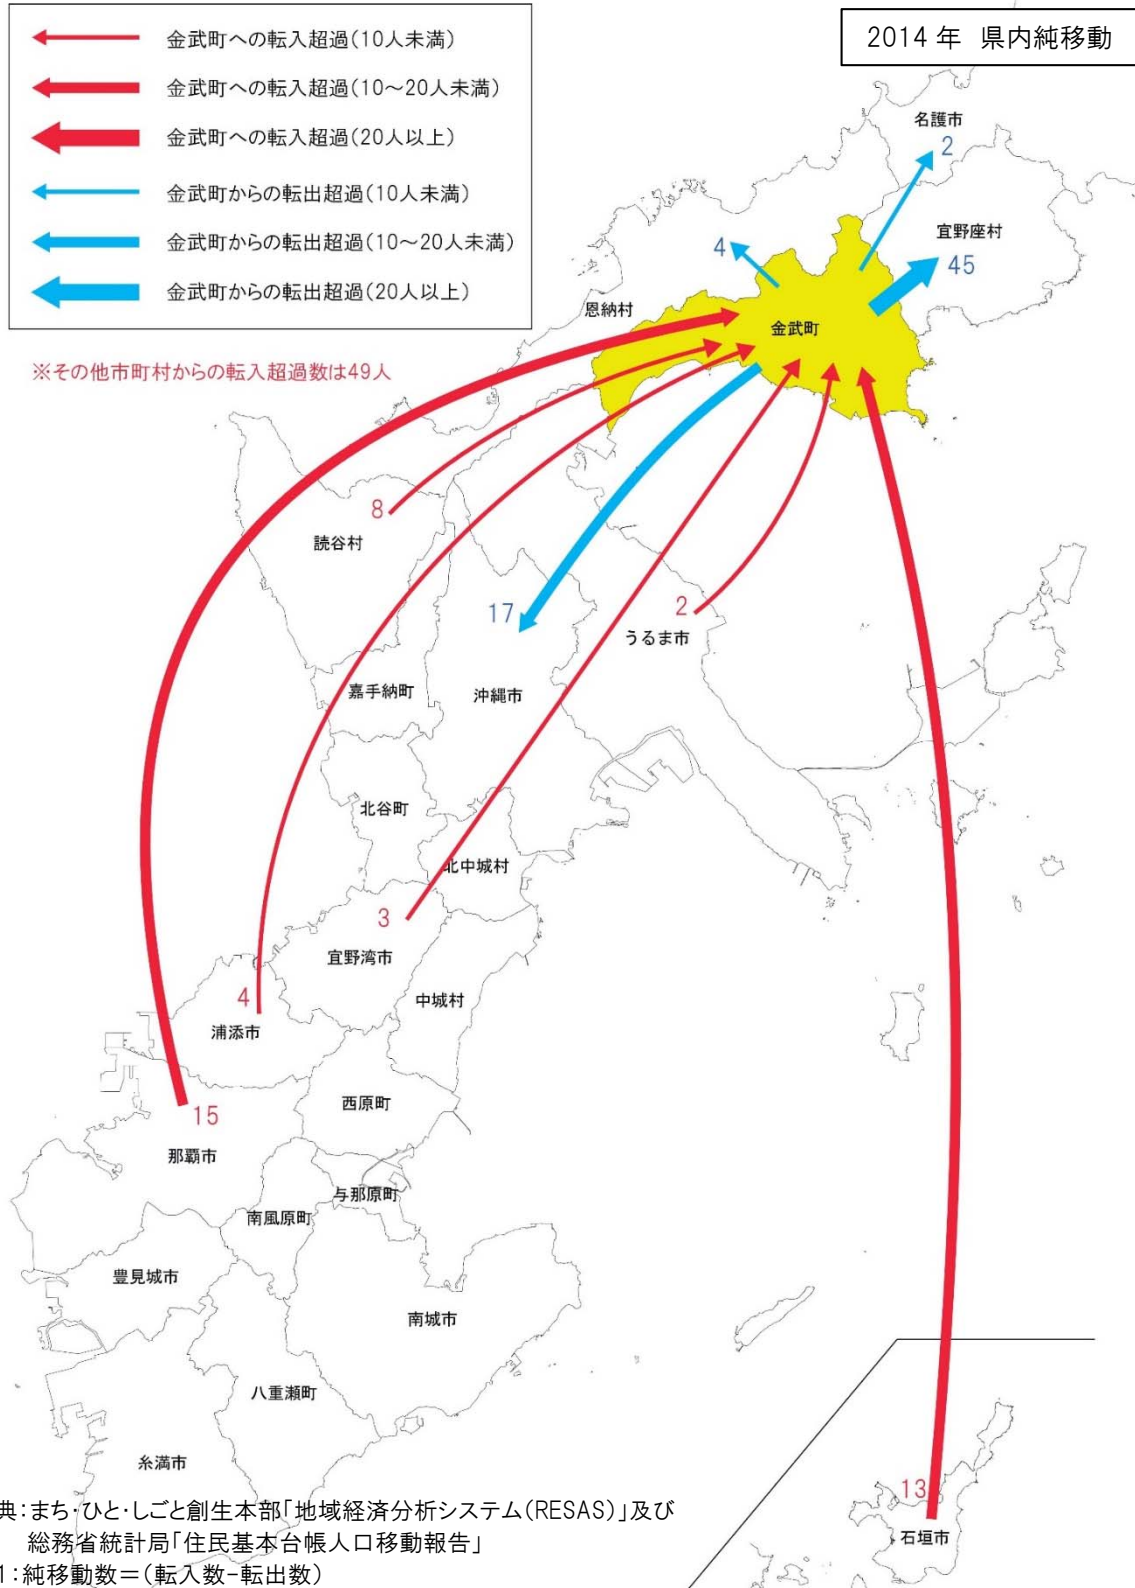 金武町への転入超過(10人未満)
金武町への転入超過(10～20人未満)
金武町への転入超過(20人以上)
金武町からの転出超過(10人未満)
金武町からの転出超過(10～20人未満)
金武町からの転出超過(20人以上)
2014年 県内純移動
※その他市町村からの転入超過数は49人
名護市
2
宜野座村
45
4
恩納村
金武町
8
読谷村
17
2
うるま市
嘉手納町
沖縄市
北谷町
北中城村
3
宜野湾市
中城村
4
浦添市
15
西原町
那覇市
与那原町
南風原町
豊見城市
南城市
八重瀬町
糸満市
13
石垣市
典:まち・ひと・しごと創生本部「地域経済分析システム(RESAS)」及び
総務省統計局「住民基本台帳人口移動報告」
1:純移動数=(転入数-転出数)